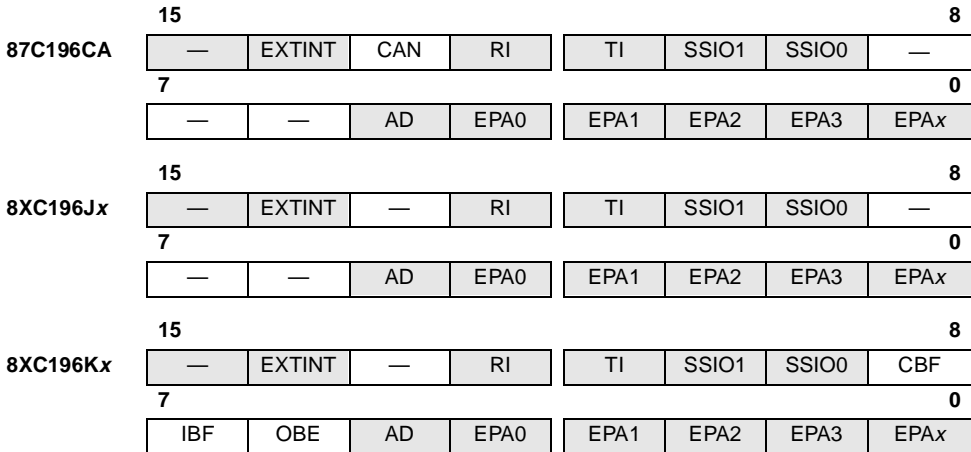 15 8
87C196CA — EXTINT CAN RI TI SSIO1 SSIO0 —
7 0
— — AD EPA0 EPA1 EPA2 EPA3 EPAx
15 8
8XC196Jx — EXTINT — RI TI SSIO1 SSIO0 —
7 0
— — AD EPA0 EPA1 EPA2 EPA3 EPAx
15 8
8XC196Kx — EXTINT — RI TI SSIO1 SSIO0 CBF
7 0
IBF OBE AD EPA0 EPA1 EPA2 EPA3 EPAx